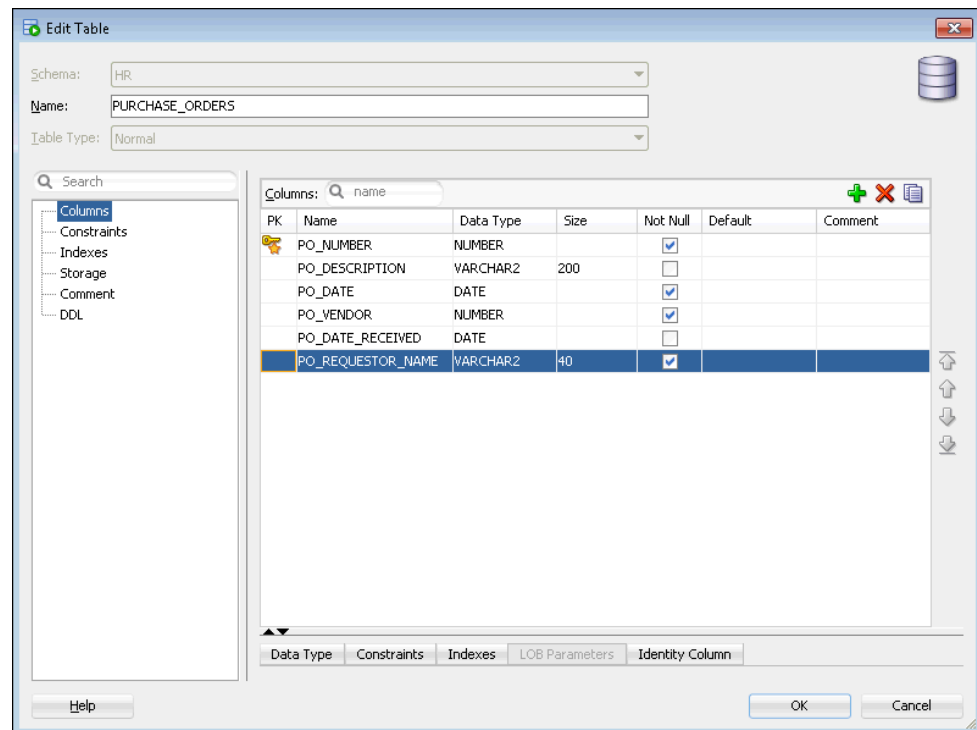 Edit Table
Schema: HR
Name: PURCHASE_ORDERS
Table Type: Normal
Search
Columns
Constraints
Indexes
Storage
Comment
DDL
Columns: name
PK Name Data Type Size Not Null Default Comment
PO_NUMBER NUMBER
PO_DESCRIPTION VARCHAR2 200
PO_DATE DATE
PO_VENDOR NUMBER
PO_DATE_RECEIVED DATE
PO_REQUESTOR_NAME VARCHAR2 40
Data Type Constraints Indexes LOB Parameters Identity Column
Help OK Cancel